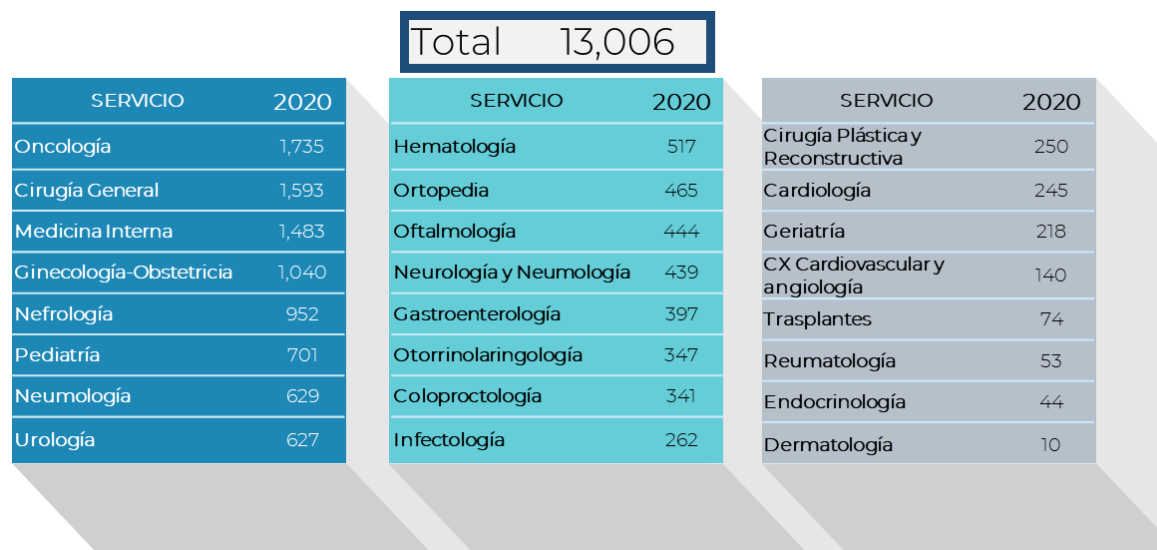 Total 13,006
SERVICIO 2020
Oncología 1,735
Cirugía General 1,593
Medicina Interna 1,483
Ginecología-Obstetricia 1,040
Nefrología 952
Pediatría 701
Neumología 629
Urología 627
SERVICIO 2020
Hematología 517
Ortopedia 465
Oftalmología 444
Neurología y Neumología 439
Gastroenterología 397
Otorrinolaringología 347
Coloproctología 341
Infectología 262
SERVICIO 2020
Cirugía Plástica y
Reconstructiva 250
Cardiología 245
Geriatría 218
CX Cardiovascular y
angiología 140
Trasplantes 74
Reumatología 53
Endocrinología 44
Dermatología 10